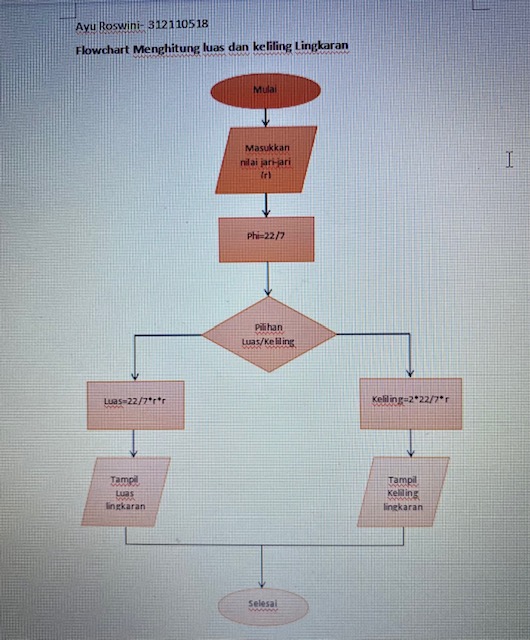 Ayu Roswini- 312110518
Flowchart Menghitung luas dan keliling Lingkaran
Mulai
Masukkan
nilai jari-jari
(r)
Phi=22/7
Pilihan
Luas/Keliling
Luas=22/7*r*r
Keliling=2*22/7*r
Tampil
Luas
lingkaran
Tampil
Keliling
lingkaran
Selesai